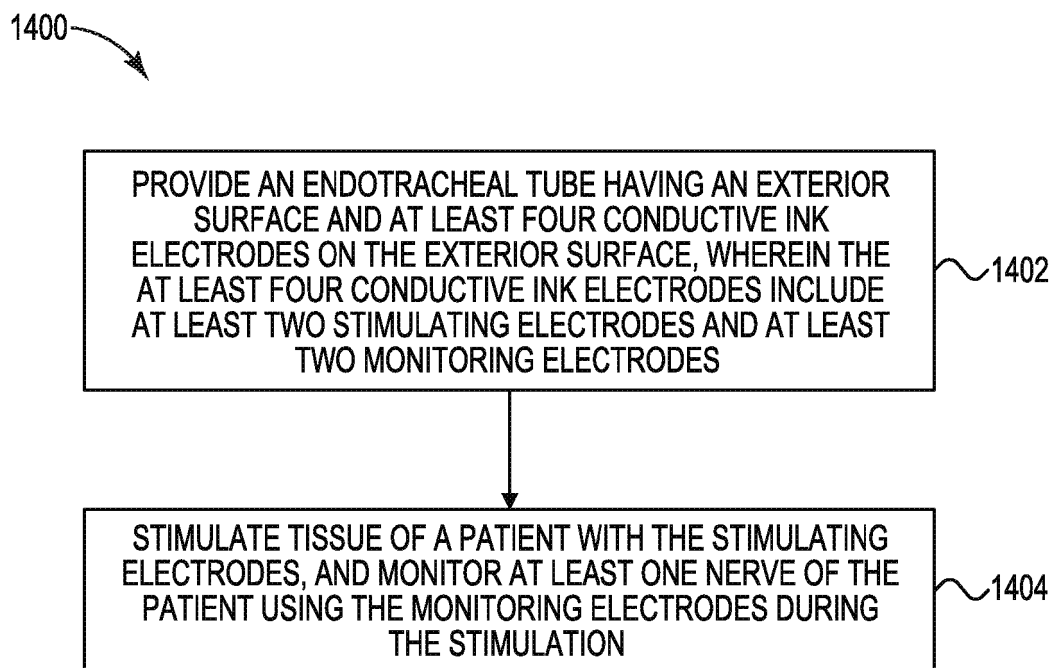 1400
PROVIDE AN ENDOTRACHEAL TUBE HAVING AN EXTERIOR
SURFACE AND AT LEAST FOUR CONDUCTIVE INK
ELECTRODES ON THE EXTERIOR SURFACE, WHEREIN THE
AT LEAST FOUR CONDUCTIVE INK ELECTRODES INCLUDE
AT LEAST TWO STIMULATING ELECTRODES AND AT LEAST
TWO MONITORING ELECTRODES
1402
STIMULATE TISSUE OF A PATIENT WITH THE STIMULATING
ELECTRODES, AND MONITOR AT LEAST ONE NERVE OF THE
PATIENT USING THE MONITORING ELECTRODES DURING
THE STIMULATION
1404